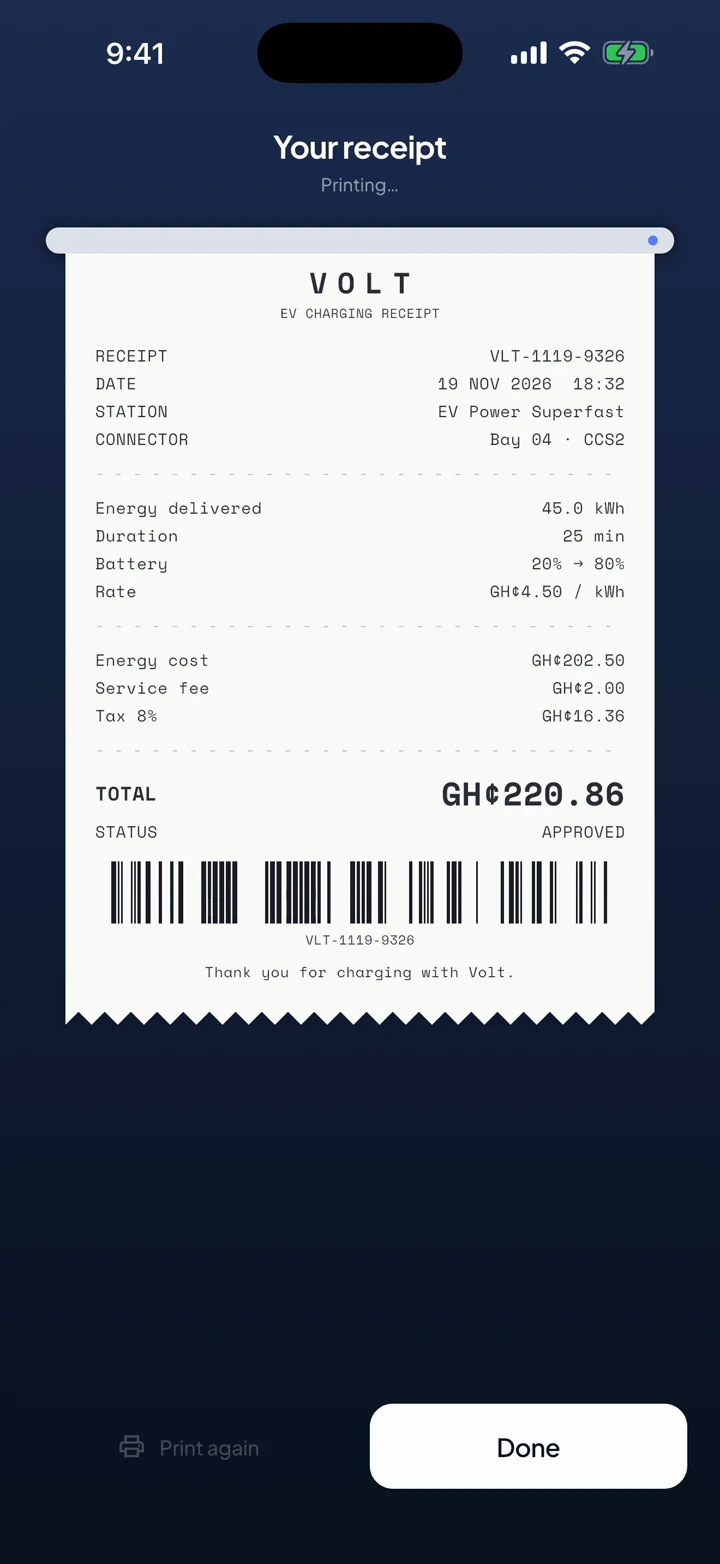 9:41
Your receipt
Printing...
VOLT
EV CHARGING RECEIPT
RECEIPT VLT-1119-9326
DATE 19 NOV 2026 18:32
STATION EV Power Superfast
CONNECTOR Bay 04 · CCS2
Energy delivered 45.0 kWh
Duration 25 min
Battery 20% → 80%
Rate GH¢4.50 / kWh
Energy cost GH¢202.50
Service fee GH¢2.00
Tax 8% GH¢16.36
TOTAL GH¢220.86
STATUS APPROVED
VLT-1119-9326
Thank you for charging with Volt.
Print again Done